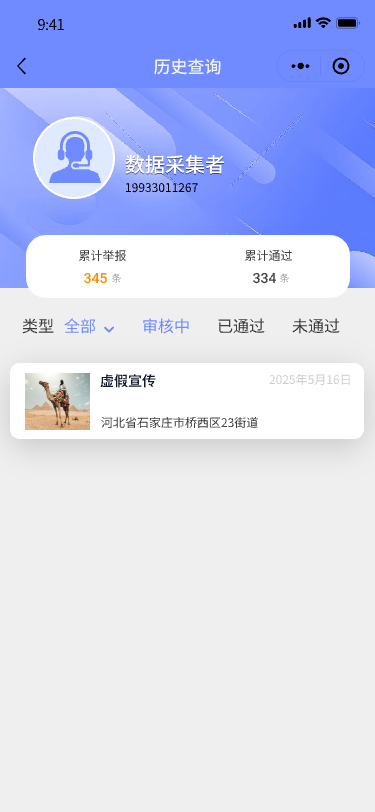 9:41
历史查询
数据采集者
19933011267
累计举报 累计通过
345 条 334 条
类型 全部 审核中 已通过 未通过
虚假宣传 2025年5月16日
河北省石家庄市桥西区23街道